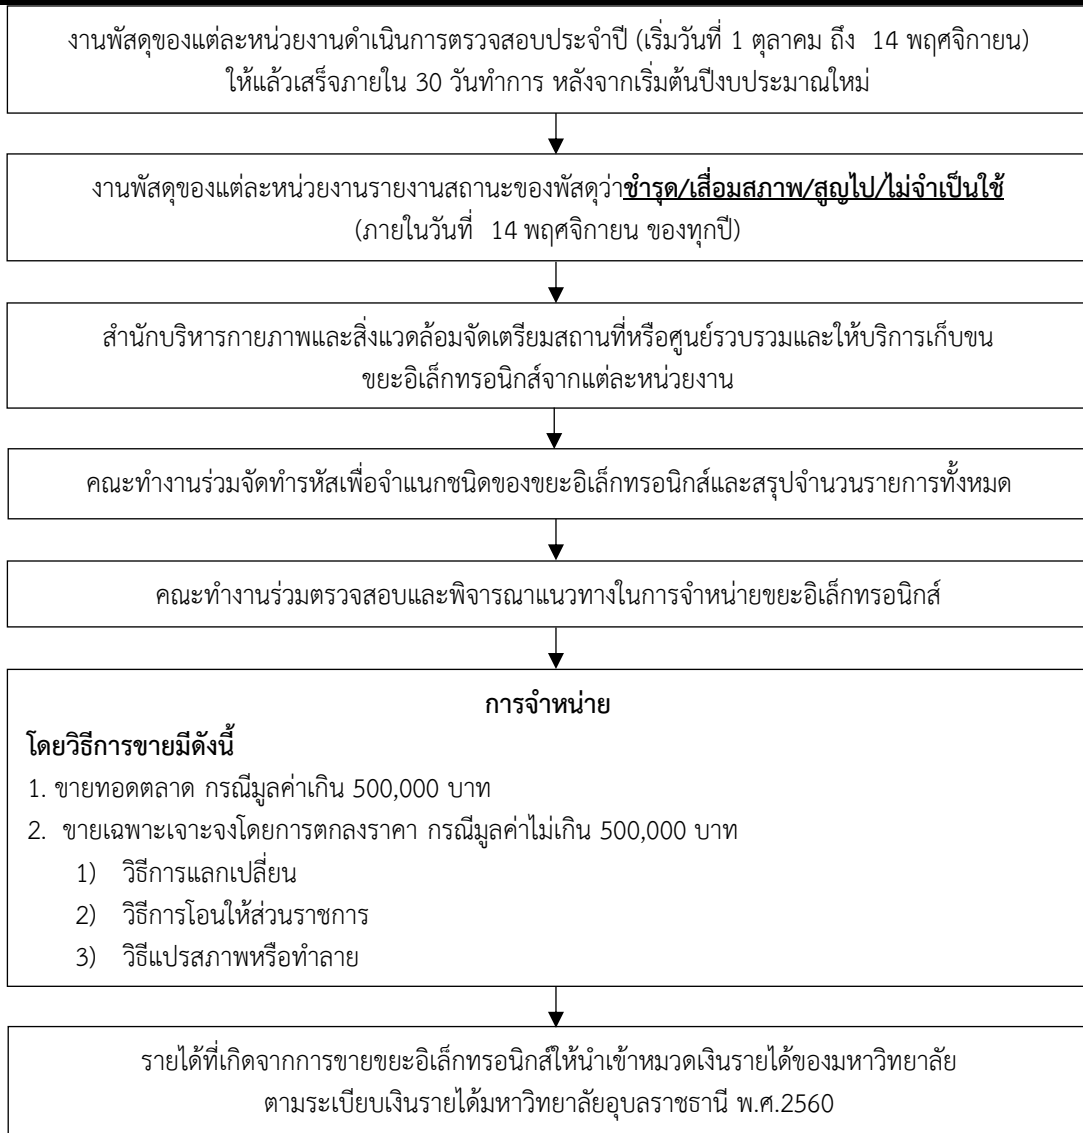 งานพัสดุของแต่ละหน่วยงานดำเนินการตรวจสอบประจำปี (เริ่มวันที่ 1 ตุลาคม ถึง 14 พฤศจิกายน)
ให้แล้วเสร็จภายใน 30 วันทำการ หลังจากเริ่มต้นปีงบประมาณใหม่
งานพัสดุของแต่ละหน่วยงานรายงานสถานะของพัสดุว่าชำรุด/เสื่อมสภาพ/สูญไป/ไม่จำเป็นใช้
(ภายในวันที่ 14 พฤศจิกายน ของทุกปี)
สำนักบริหารกายภาพและสิ่งแวดล้อมจัดเตรียมสถานที่หรือศูนย์รวบรวมและให้บริการเก็บขน
ขยะอิเล็กทรอนิกส์จากแต่ละหน่วยงาน
คณะทำงานร่วมจัดทำรหัสเพื่อจำแนกชนิดของขยะอิเล็กทรอนิกส์และสรุปจำนวนรายการทั้งหมด
คณะทำงานร่วมตรวจสอบและพิจารณาแนวทางในการจำหน่ายขยะอิเล็กทรอนิกส์
การจำหน่าย
โดยวิธีการขายมีดังนี้
1. ขายทอดตลาด กรณีมูลค่าเกิน 500,000 บาท
2. ขายเฉพาะเจาะจงโดยการตกลงราคา กรณีมูลค่าไม่เกิน 500,000 บาท
1) วิธีการแลกเปลี่ยน
2) วิธีการโอนให้ส่วนราชการ
3) วิธีแปรสภาพหรือทำลาย
รายได้ที่เกิดจากการขายขยะอิเล็กทรอนิกส์ให้นำเข้าหมวดเงินรายได้ของมหาวิทยาลัย
ตามระเบียบเงินรายได้มหาวิทยาลัยอุบลราชธานี พ.ศ.2560